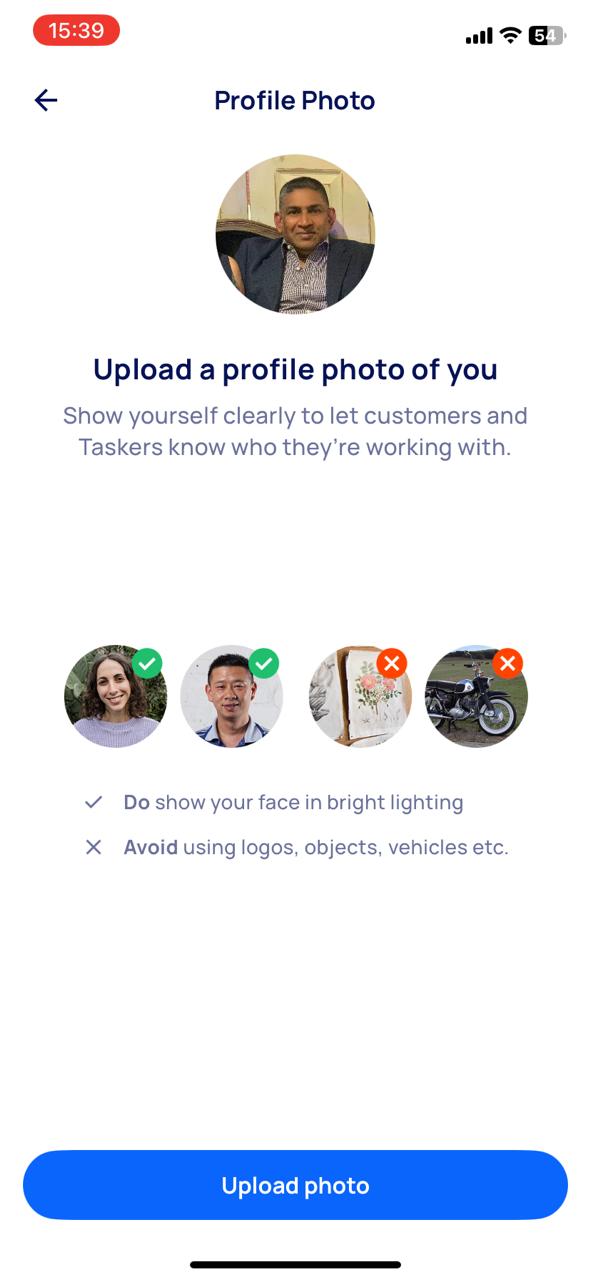 15:39
54
Profile Photo
Upload a profile photo of you
Show yourself clearly to let customers and
Taskers know who they're working with.
Do show your face in bright lighting
Avoid using logos, objects, vehicles etc.
Upload photo